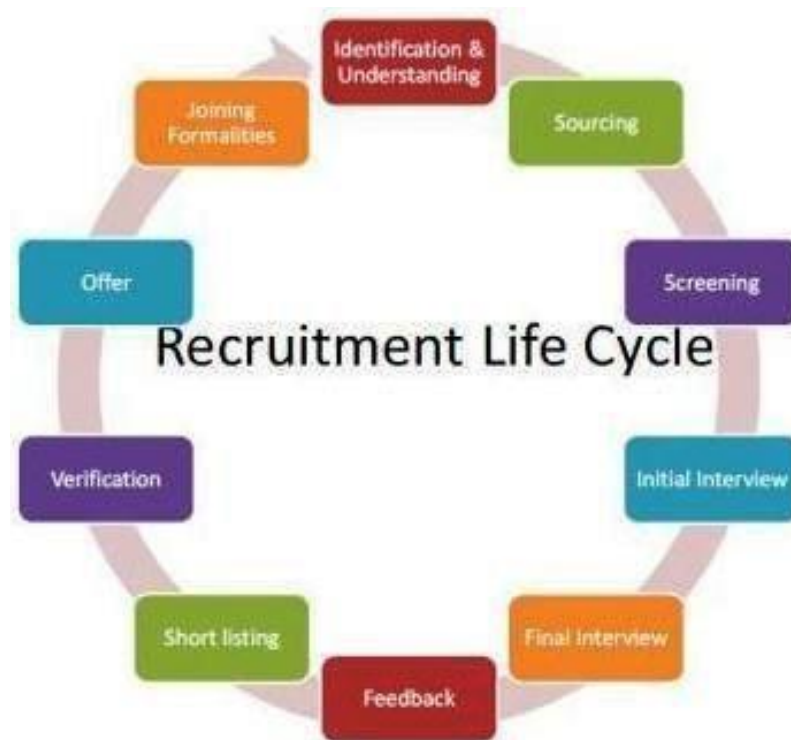 Identification &
Understanding
Sourcing
Screening
Initial Interview
Final Interview
Feedback
Short listing
Verification
Offer
Joining
Formalities
Recruitment Life Cycle